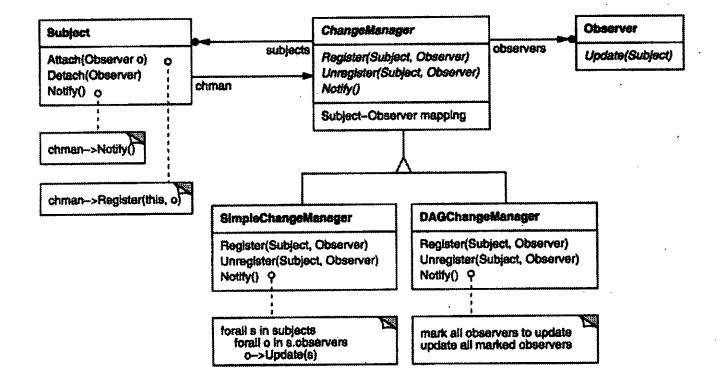 Subject
Attach(Observer o)
Detach(Observer)
Notify()
chman->Notify()
chman->Register(this, o)
subjects
chman
ChangeManager
Register(Subject, Observer)
Unregister(Subject, Observer)
Notify()
Subject-Observer mapping
observers
Observer
Update(Subject)
SimpleChangeManager
Register(Subject, Observer)
Unregister(Subject, Observer)
Notify()
forall s in subjects
forall o in s.observers
o->Update(s)
DAGChangeManager
Register(Subject, Observer)
Unregister(Subject, Observer)
Notify()
mark all observers to update
update all marked observers